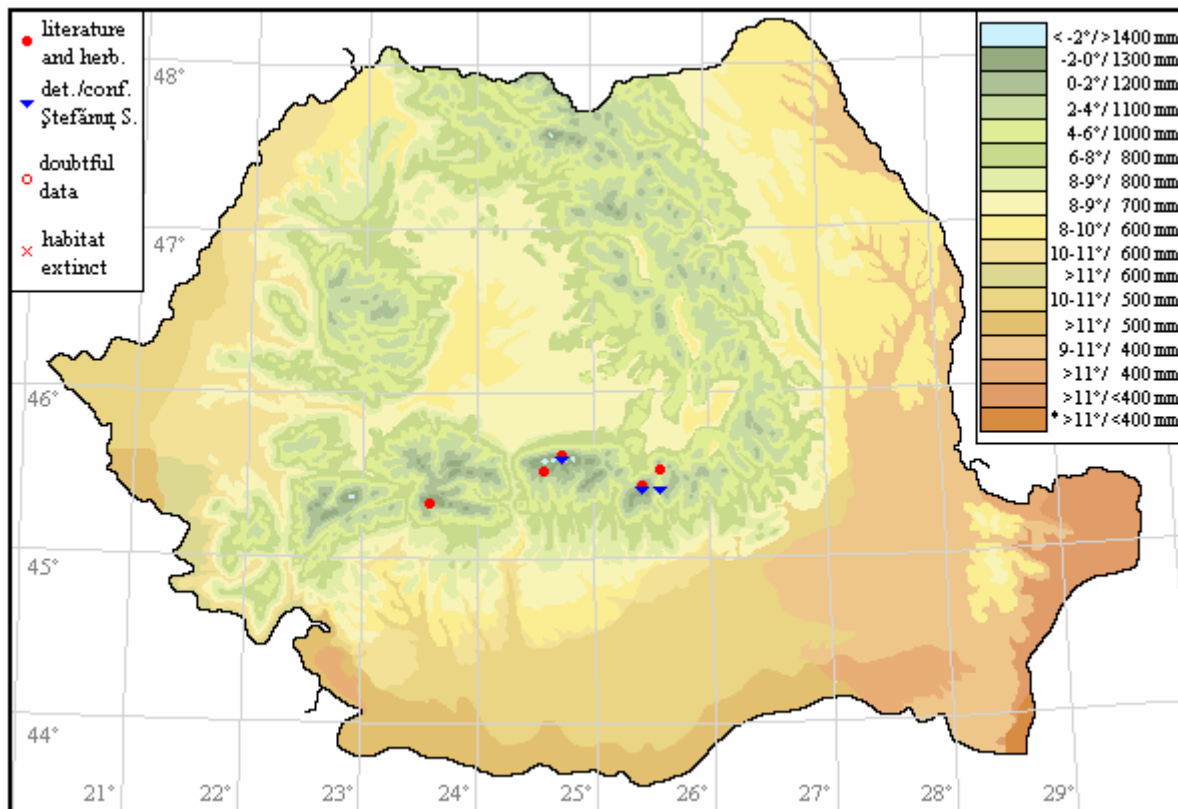 literature
and herb.
det./conf.
Ştefănuţ S.
doubtful
data
habitat
extinct
< -2°/>1400 mm
-2-0°/1300 mm
0-2°/1200 mm
2-4°/1100 mm
4-6°/1000 mm
6-8°/ 800 mm
8-9°/ 800 mm
8-9°/ 700 mm
8-10°/ 600 mm
10-11°/ 600 mm
>11°/ 600 mm
10-11°/ 500 mm
>11°/ 500 mm
9-11°/ 400 mm
>11°/ 400 mm
>11°/<400 mm
* >11°/<400 mm
48°
47°
46°
45°
44°
21° 22° 23° 24° 25° 26° 27° 28° 29°